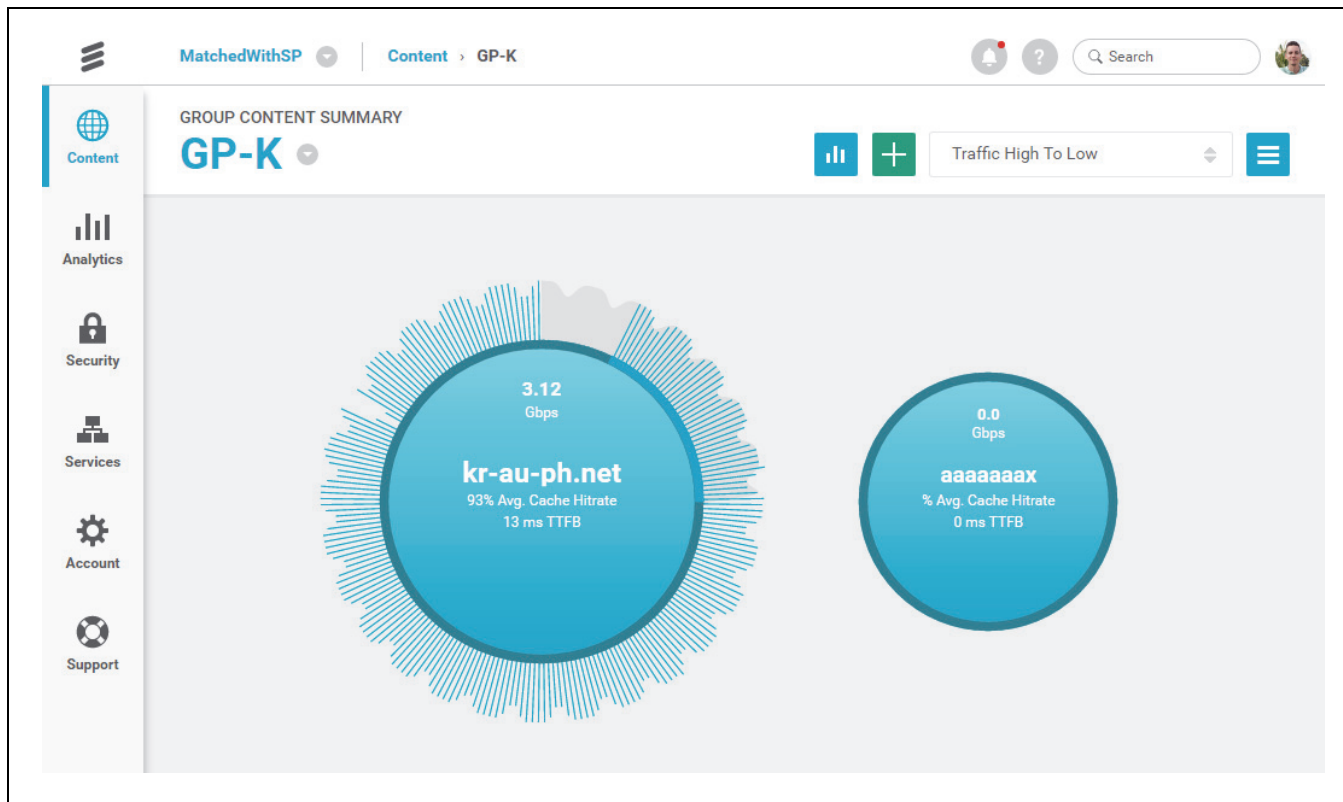 MatchedWithSP
Content › GP-K
?
Search
GROUP CONTENT SUMMARY
GP-K
Traffic High To Low
Content
Analytics
Security
Services
Account
Support
3.12
Gbps
kr-au-ph.net
93% Avg. Cache Hitrate
13 ms TTFB
0.0
Gbps
aaaaaaax
% Avg. Cache Hitrate
0 ms TTFB